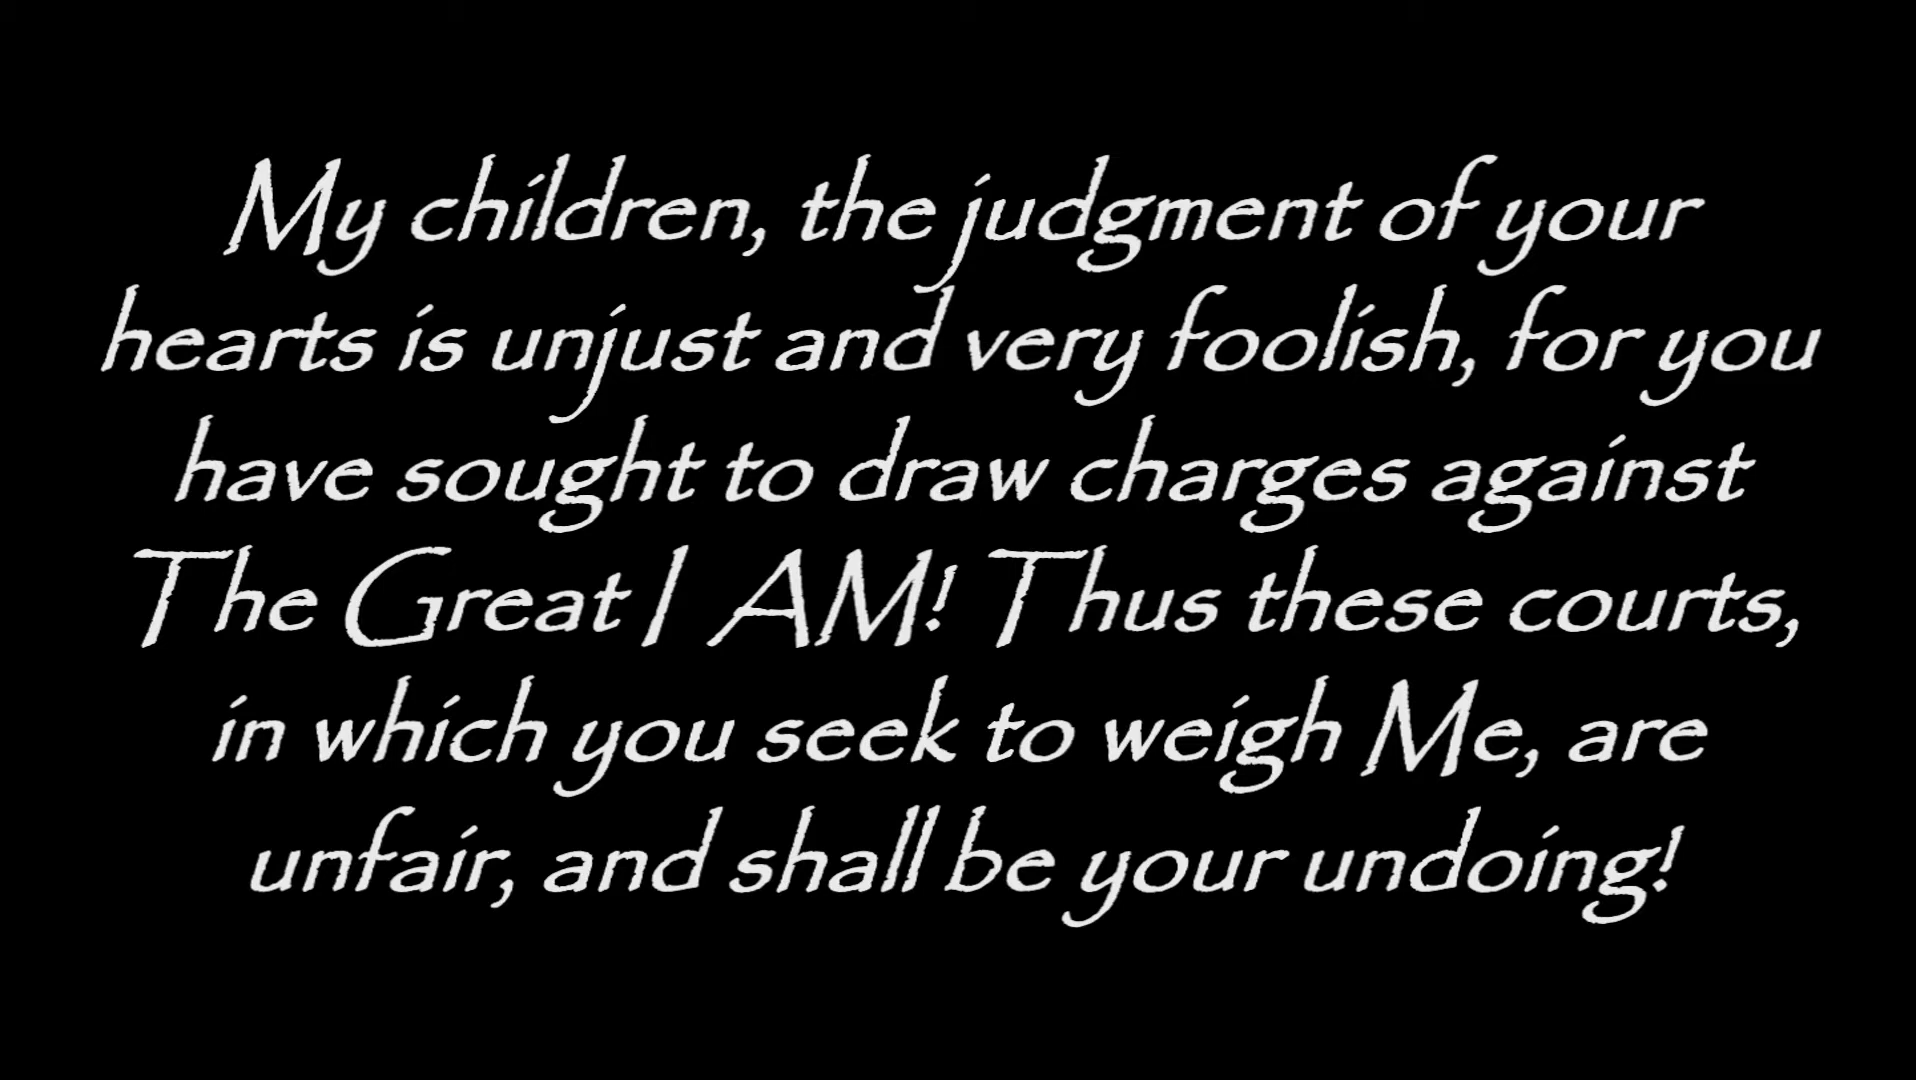 My children, the judgment of your
hearts is unjust and very foolish, for you
have sought to draw charges against
The Great I AM! Thus these courts,
in which you seek to weigh Me, are
unfair, and shall be your undoing!